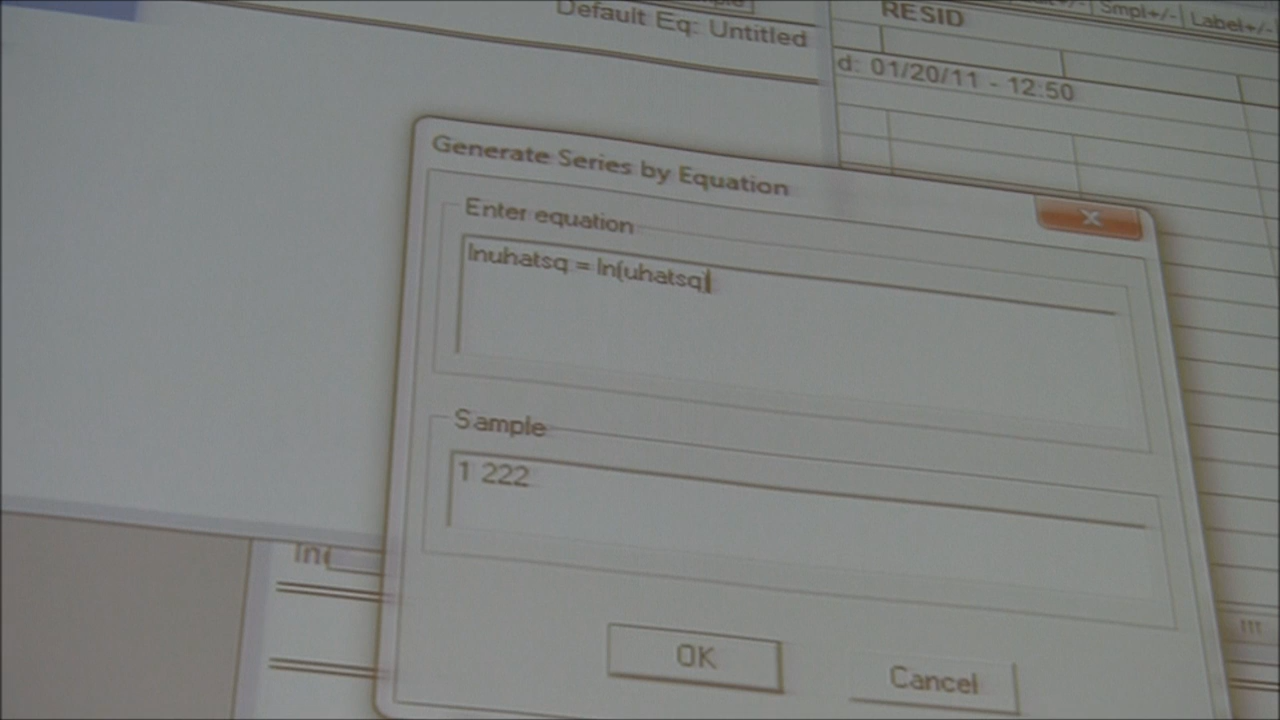 Default Eq: Untitled
RESID
Smpl+/-
Label+/-
d: 01/20/11 - 12:50
Generate Series by Equation
x
Enter equation
lnuhatsq = ln(uhatsq)
Sample
1 222
OK
Cancel